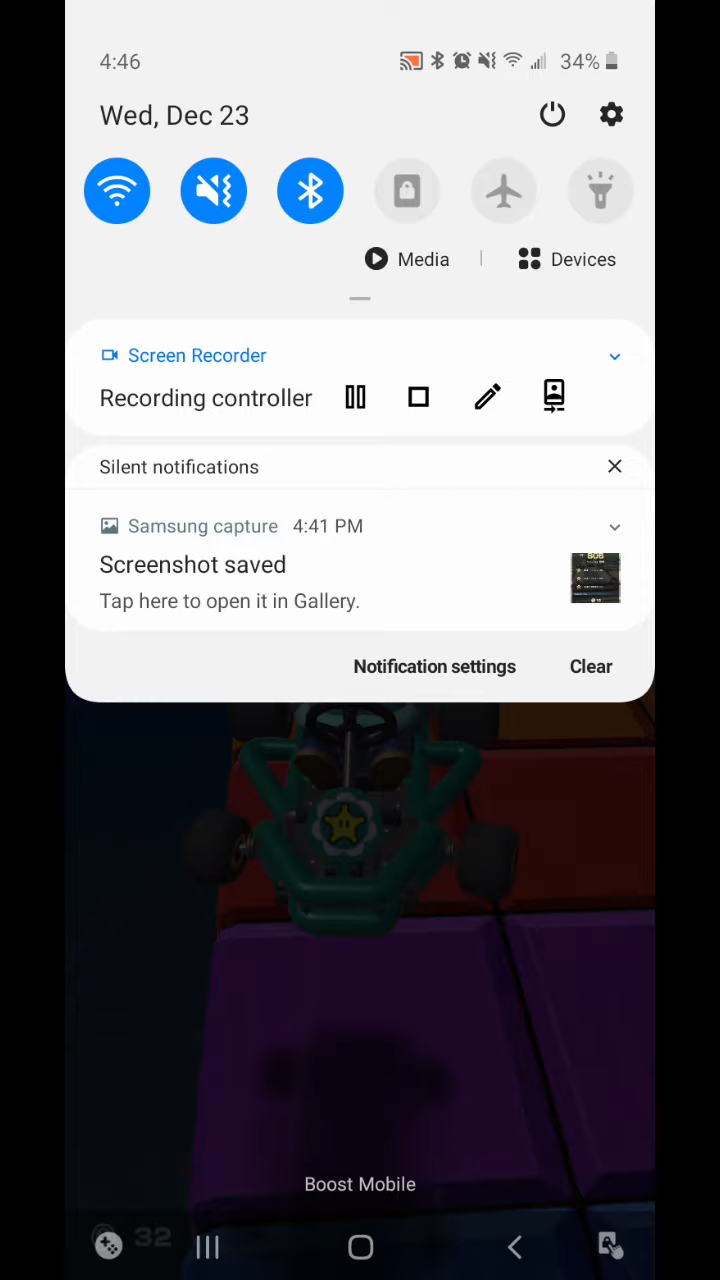 4:46 34%
Wed, Dec 23
Media | Devices
Screen Recorder
Recording controller
Silent notifications
Samsung capture 4:41 PM
Screenshot saved
Tap here to open it in Gallery.
Notification settings Clear
Boost Mobile
32